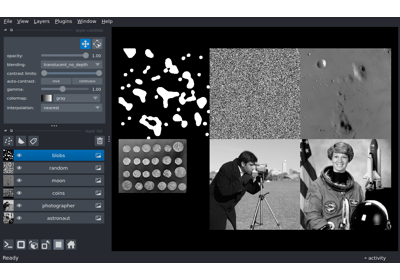 File View Layers Plugins Window Help
opacity: 1.00
blending: translucent_no_depth
contrast limits:
auto-contrast: once continuous
gamma: 1.00
colormap: gray
interpolation: nearest
blobs
random
moon
coins
photographer
astronaut
Ready
activity